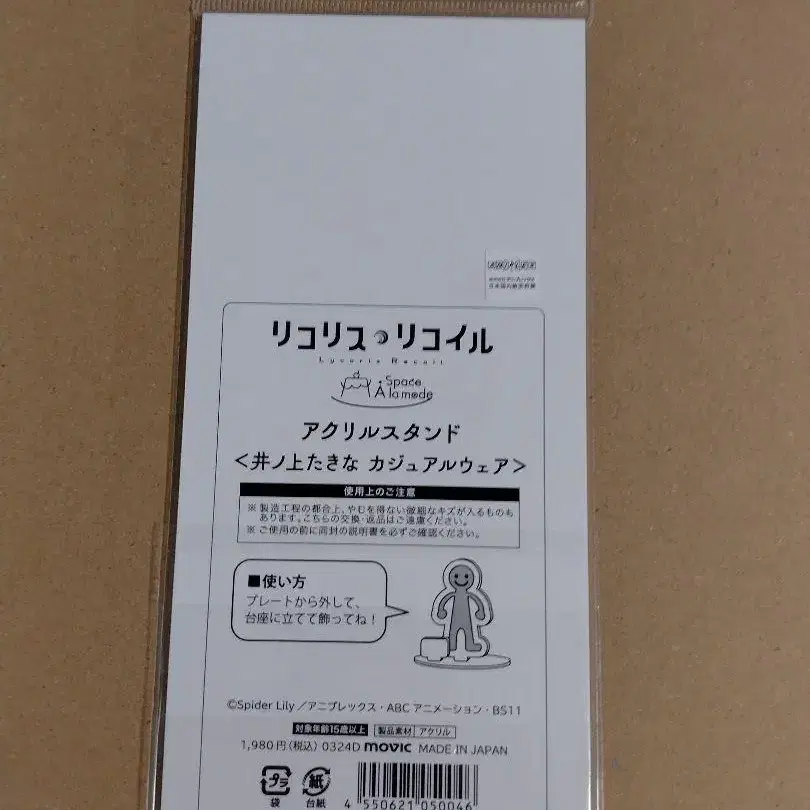 リコリス・リコイル
Lycoris Recoil
Space
À la mode
アクリルスタンド
＜井ノ上たきな カジュアルウェア＞
使用上のご注意
※ 製造工程の都合上、やむを得ない微細なキズが入るものも
あります。こちらの交換・返品はご遠慮ください。
※ ご使用の前に同封の説明書を必ずご確認ください。
■使い方
プレートから外して、
台座に立てて飾ってね！
©Spider Lily／アニプレックス・ABC アニメーション・BS11
対象年齢15歳以上 製品素材 アクリル
1,980円（税込）0324D movic MADE IN JAPAN
プラ 紙
袋 台紙
4 550621 050046